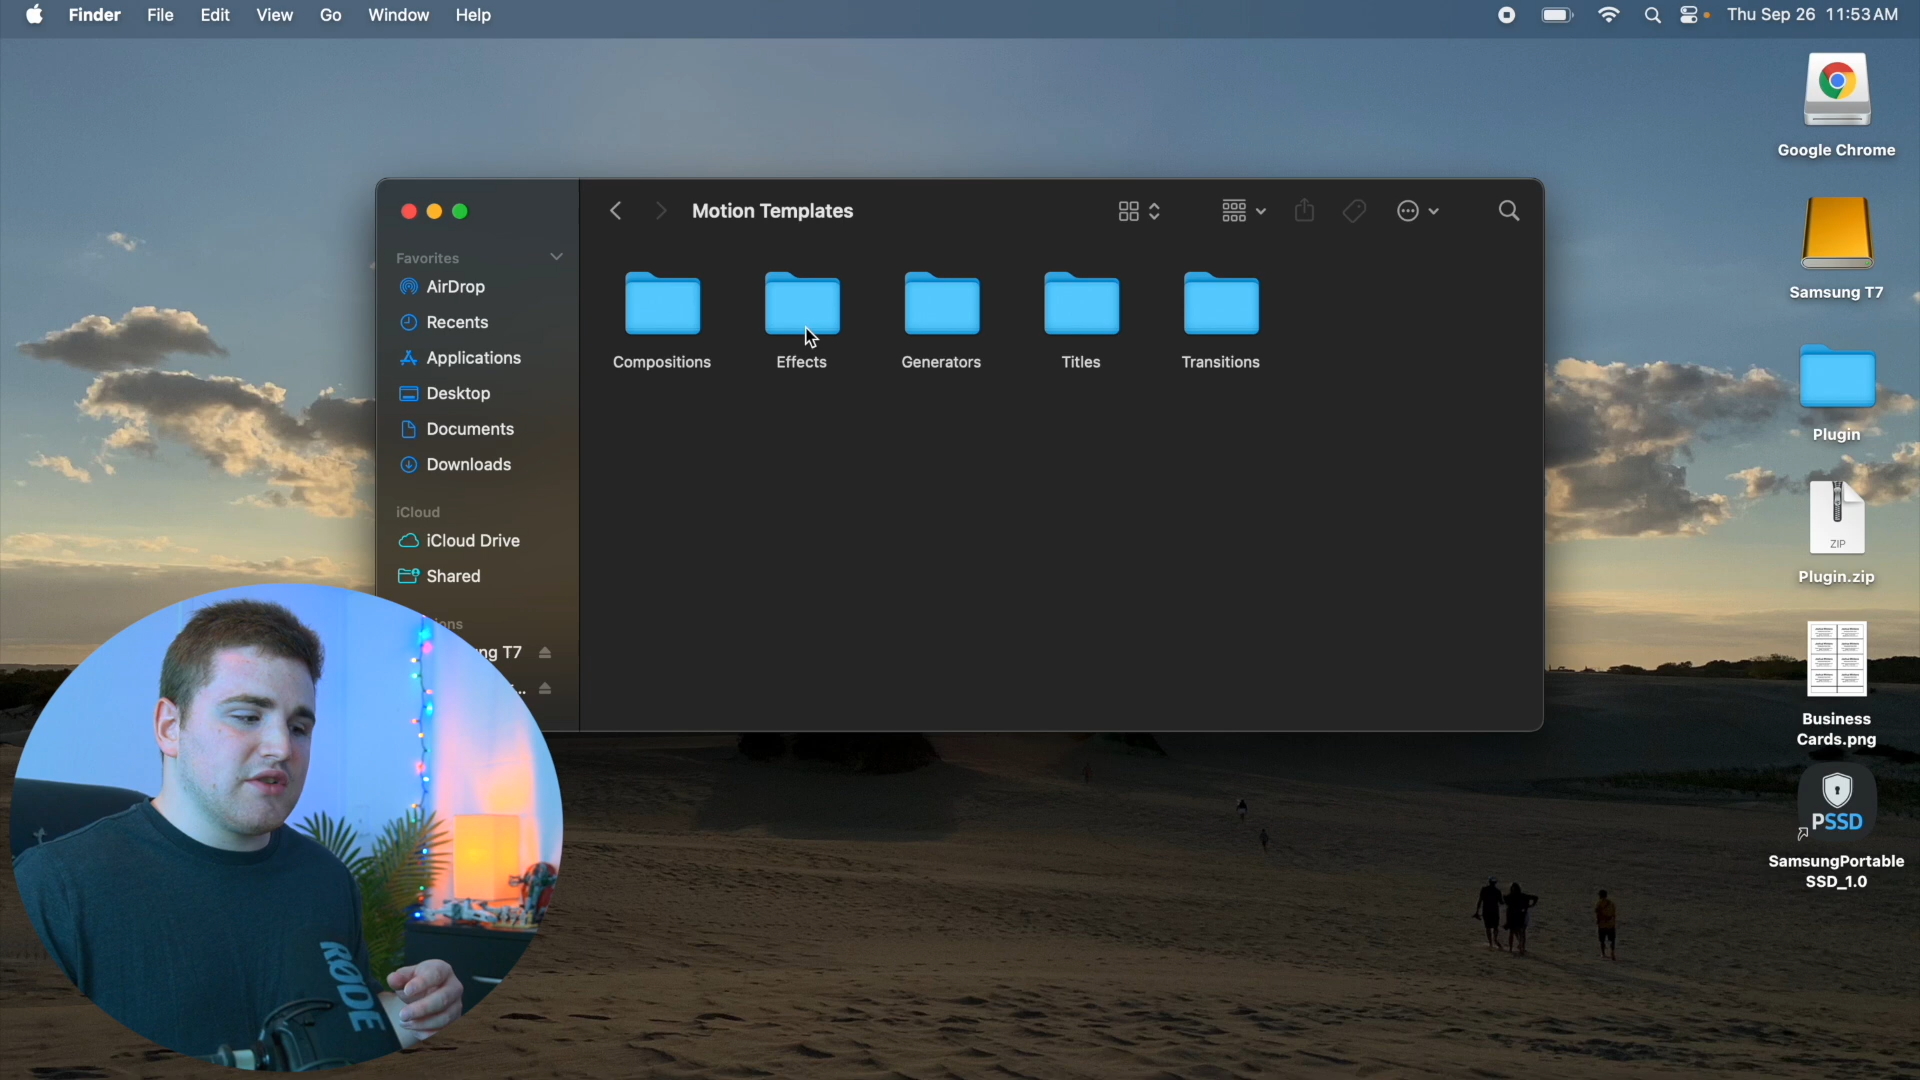 Finder File Edit View Go Window Help Thu Sep 26 11:53 AM
Motion Templates
Favorites
AirDrop
Recents
Applications
Desktop
Documents
Downloads
iCloud
iCloud Drive
Shared
T7
Compositions Effects Generators Titles Transitions
Google Chrome
Samsung T7
Plugin
ZIP
Plugin.zip
Business
Cards.png
PSSD
SamsungPortable
SSD_1.0
RØDE